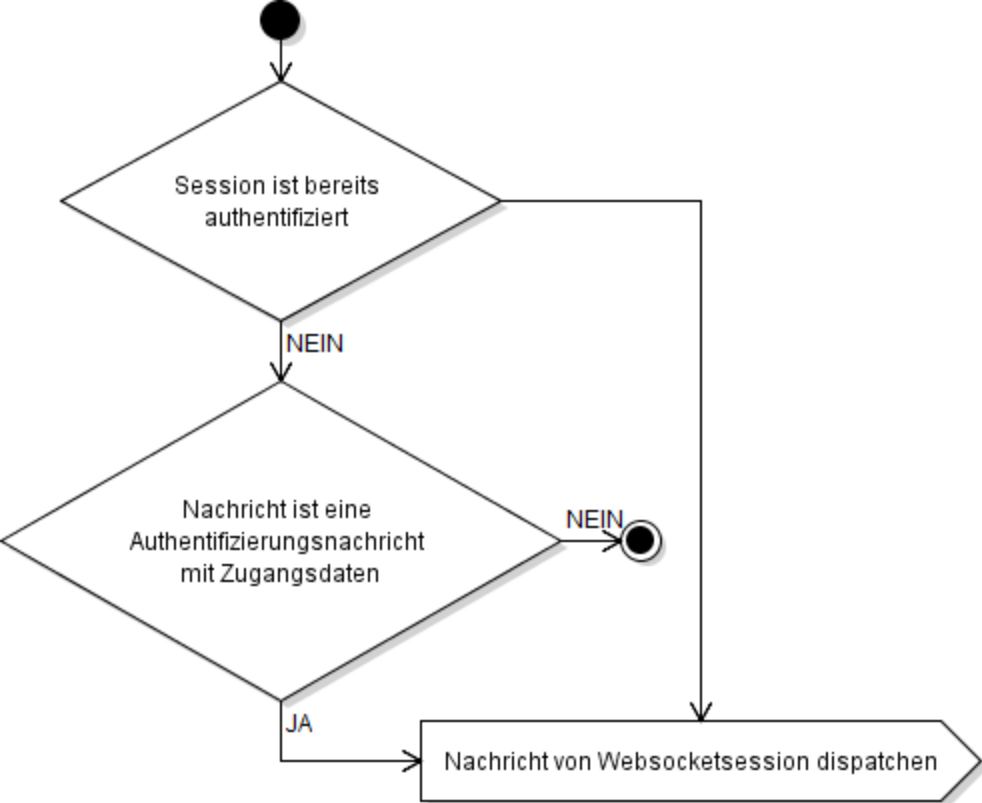 Session ist bereits
authentifiziert
NEIN
Nachricht ist eine
Authentifizierungsnachricht
mit Zugangsdaten
NEIN
JA
Nachricht von Websocketsession dispatchen